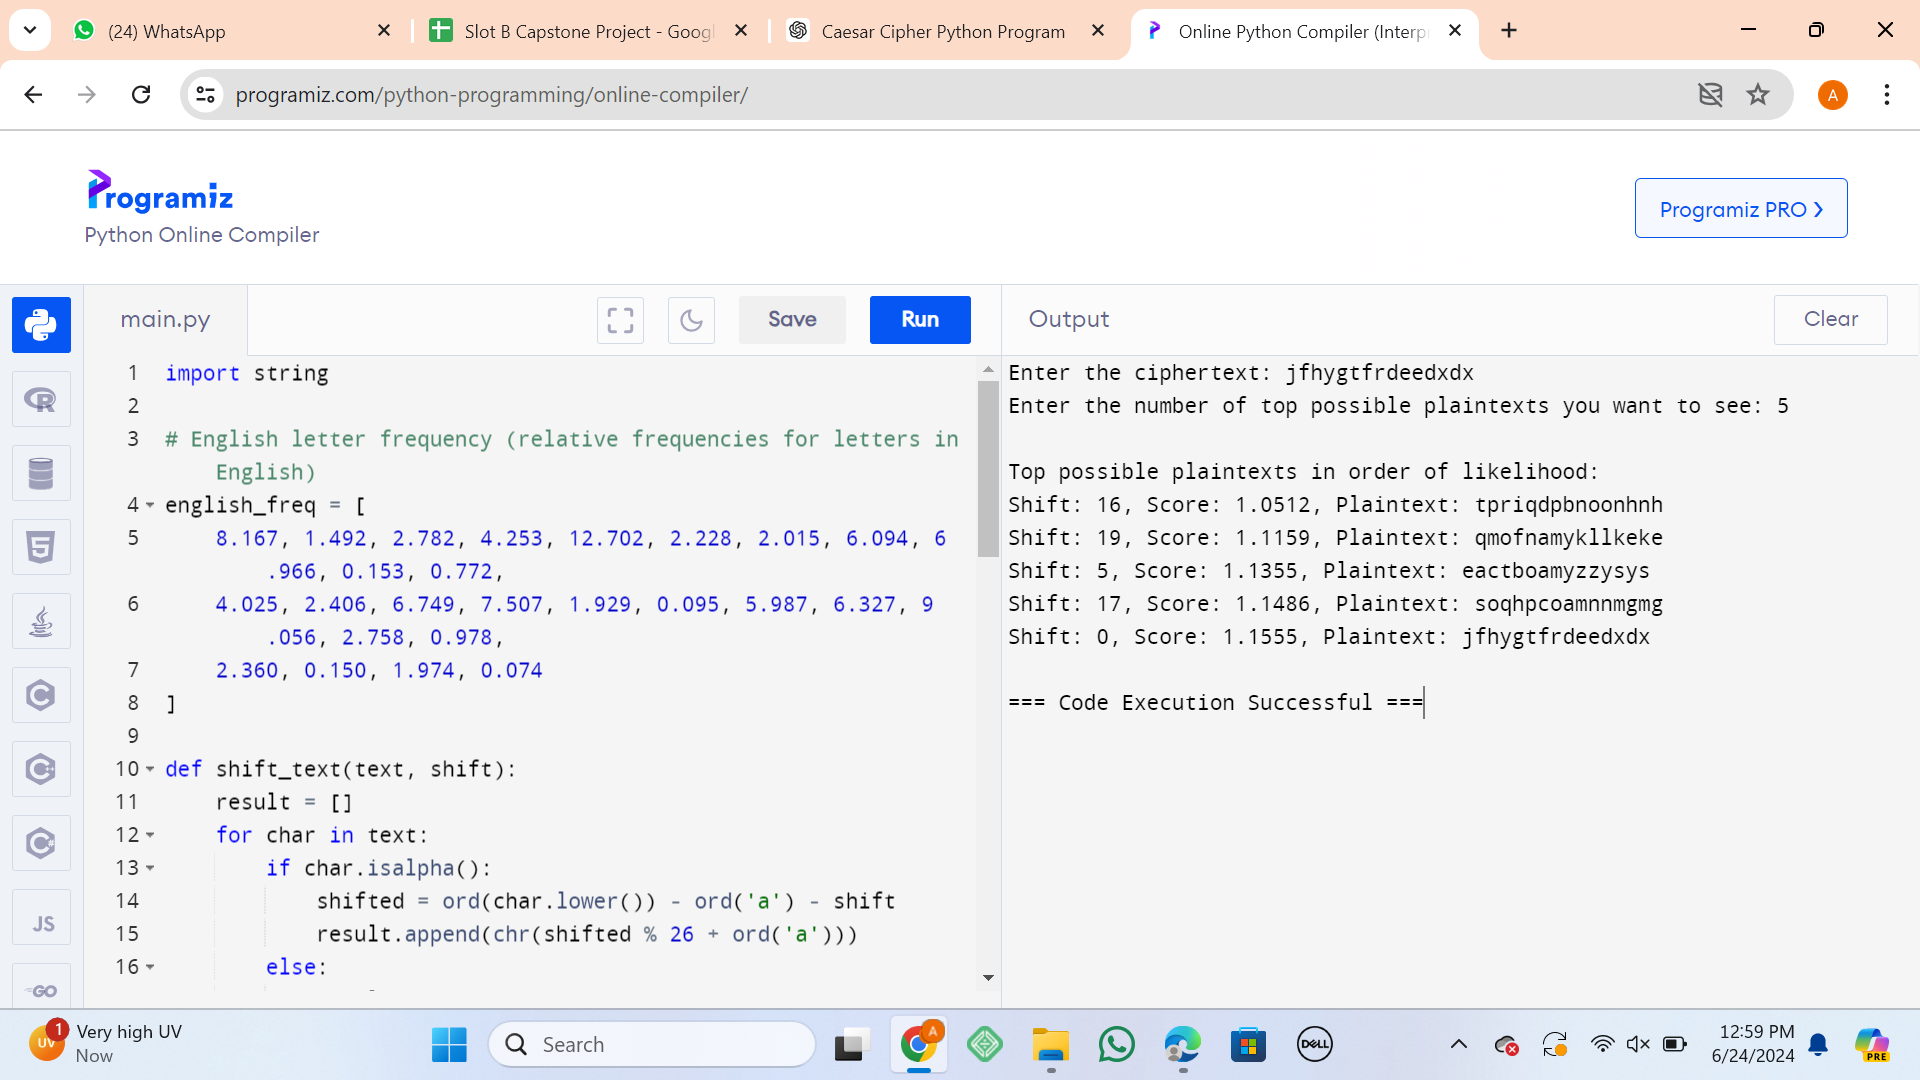 (24) WhatsApp
Slot B Capstone Project - Goog
Caesar Cipher Python Program
Online Python Compiler (Interp
A
programiz.com/python-programming/online-compiler/
Programiz
Python Online Compiler
Programiz PRO ❯
main.py
Save
Run
Output
Clear
1 import string
2
3 # English letter frequency (relative frequencies for letters in
English)
4 english_freq = [
5 8.167, 1.492, 2.782, 4.253, 12.702, 2.228, 2.015, 6.094, 6
.966, 0.153, 0.772,
6 4.025, 2.406, 6.749, 7.507, 1.929, 0.095, 5.987, 6.327, 9
.056, 2.758, 0.978,
7 2.360, 0.150, 1.974, 0.074
8 ]
9
10 def shift_text(text, shift):
11 result = []
12 for char in text:
13 if char.isalpha():
14 shifted = ord(char.lower()) - ord('a') - shift
15 result.append(chr(shifted % 26 + ord('a')))
16 else:
Enter the ciphertext: jfhygtfrdeedxdx
Enter the number of top possible plaintexts you want to see: 5
Top possible plaintexts in order of likelihood:
Shift: 16, Score: 1.0512, Plaintext: tpriqdpbnoonhnh
Shift: 19, Score: 1.1159, Plaintext: qmofnamykllkeke
Shift: 5, Score: 1.1355, Plaintext: eactboamyzzysys
Shift: 17, Score: 1.1486, Plaintext: soqhpcoamnnmgmg
Shift: 0, Score: 1.1555, Plaintext: jfhygtfrdeedxdx
=== Code Execution Successful ===
R
5
C
C
C
JS
GO
UV
1
Very high UV
Now
Search
A
DELL
12:59 PM
6/24/2024
PRE